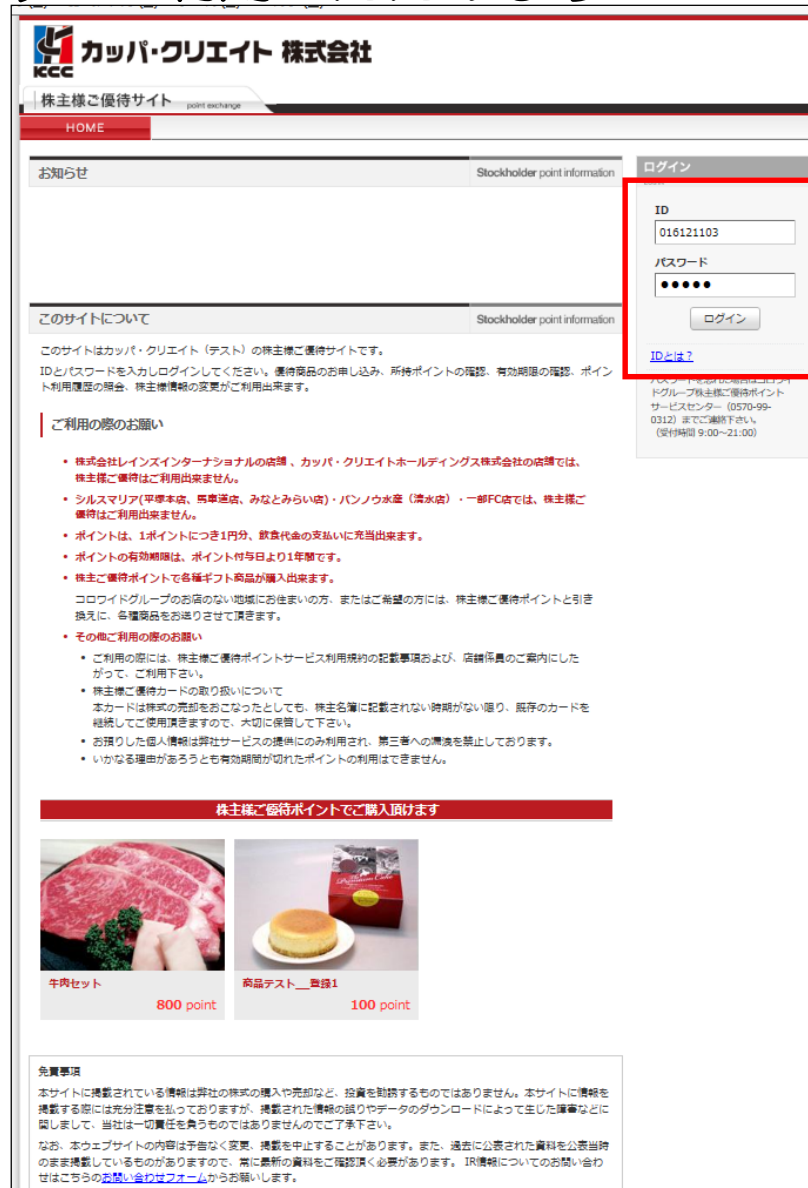 KCC カッパ・クリエイト 株式会社
株主様ご優待サイト point exchange
HOME
お知らせ
Stockholder point information
ログイン
ID
016121103
パスワード
●●●●●
ログイン
IDとは?
パスワードを忘れた場合はコロワイ
ドグループ株主様ご優待ポイント
サービスセンター (0570-99-
0312) までご連絡下さい。
(受付時間 9:00~21:00)
このサイトについて
Stockholder point information
このサイトはカッパ・クリエイト (テスト) の株主様ご優待サイトです。
IDとパスワードを入力しログインしてください。優待商品のお申し込み、所持ポイントの確認、有効期限の確認、ポイン
ト利用履歴の照会、株主様情報の変更がご利用出来ます。
ご利用の際のお願い
• 株式会社レインズインターナショナルの店舗 、カッパ・クリエイトホールディングス株式会社の店舗では、
株主様ご優待はご利用出来ません。
• シルスマリア(平塚本店、馬車道店、みなとみらい店)・バンノウ水産 (清水店) ・一部FC店では、株主様ご
優待はご利用出来ません。
• ポイントは、1ポイントにつき1円分、飲食代金の支払いに充当出来ます。
• ポイントの有効期限は、ポイント付与日より1年間です。
• 株主ご優待ポイントで各種ギフト商品が購入出来ます。
コロワイドグループのお店のない地域にお住まいの方、またはご希望の方には、株主様ご優待ポイントと引き
換えに、各種商品をお送りさせて頂きます。
• その他ご利用の際のお願い
• ご利用の際には、株主様ご優待ポイントサービス利用規約の記載事項および、店舗係員のご案内にした
がって、ご利用下さい。
• 株主様ご優待カードの取り扱いについて
本カードは株式の売却をおこなったとしても、株主名簿に記載されない時期がない限り、既存のカードを
継続してご使用頂きますので、大切に保管して下さい。
• お預りした個人情報は弊社サービスの提供にのみ利用され、第三者への漏洩を禁止しております。
• いかなる理由があろうとも有効期間が切れたポイントの利用はできません。
株主様ご優待ポイントでご購入頂けます
Premium Cake
牛肉セット
800 point
商品テスト__登録1
100 point
免責事項
本サイトに掲載されている情報は弊社の株式の購入や売却など、投資を勧誘するものではありません。本サイトに情報を
掲載する際には充分注意を払っておりますが、掲載された情報の誤りやデータのダウンロードによって生じた障害などに
関しまして、当社は一切責任を負うものではありませんのでご了承下さい。
なお、本ウェブサイトの内容は予告なく変更、掲載を中止することがあります。また、過去に公表された資料を公表当時
のまま掲載しているものがありますので、常に最新の資料をご確認頂く必要があります。 IR情報についてのお問い合わ
せはこちらのお問い合わせフォームからお願いします。